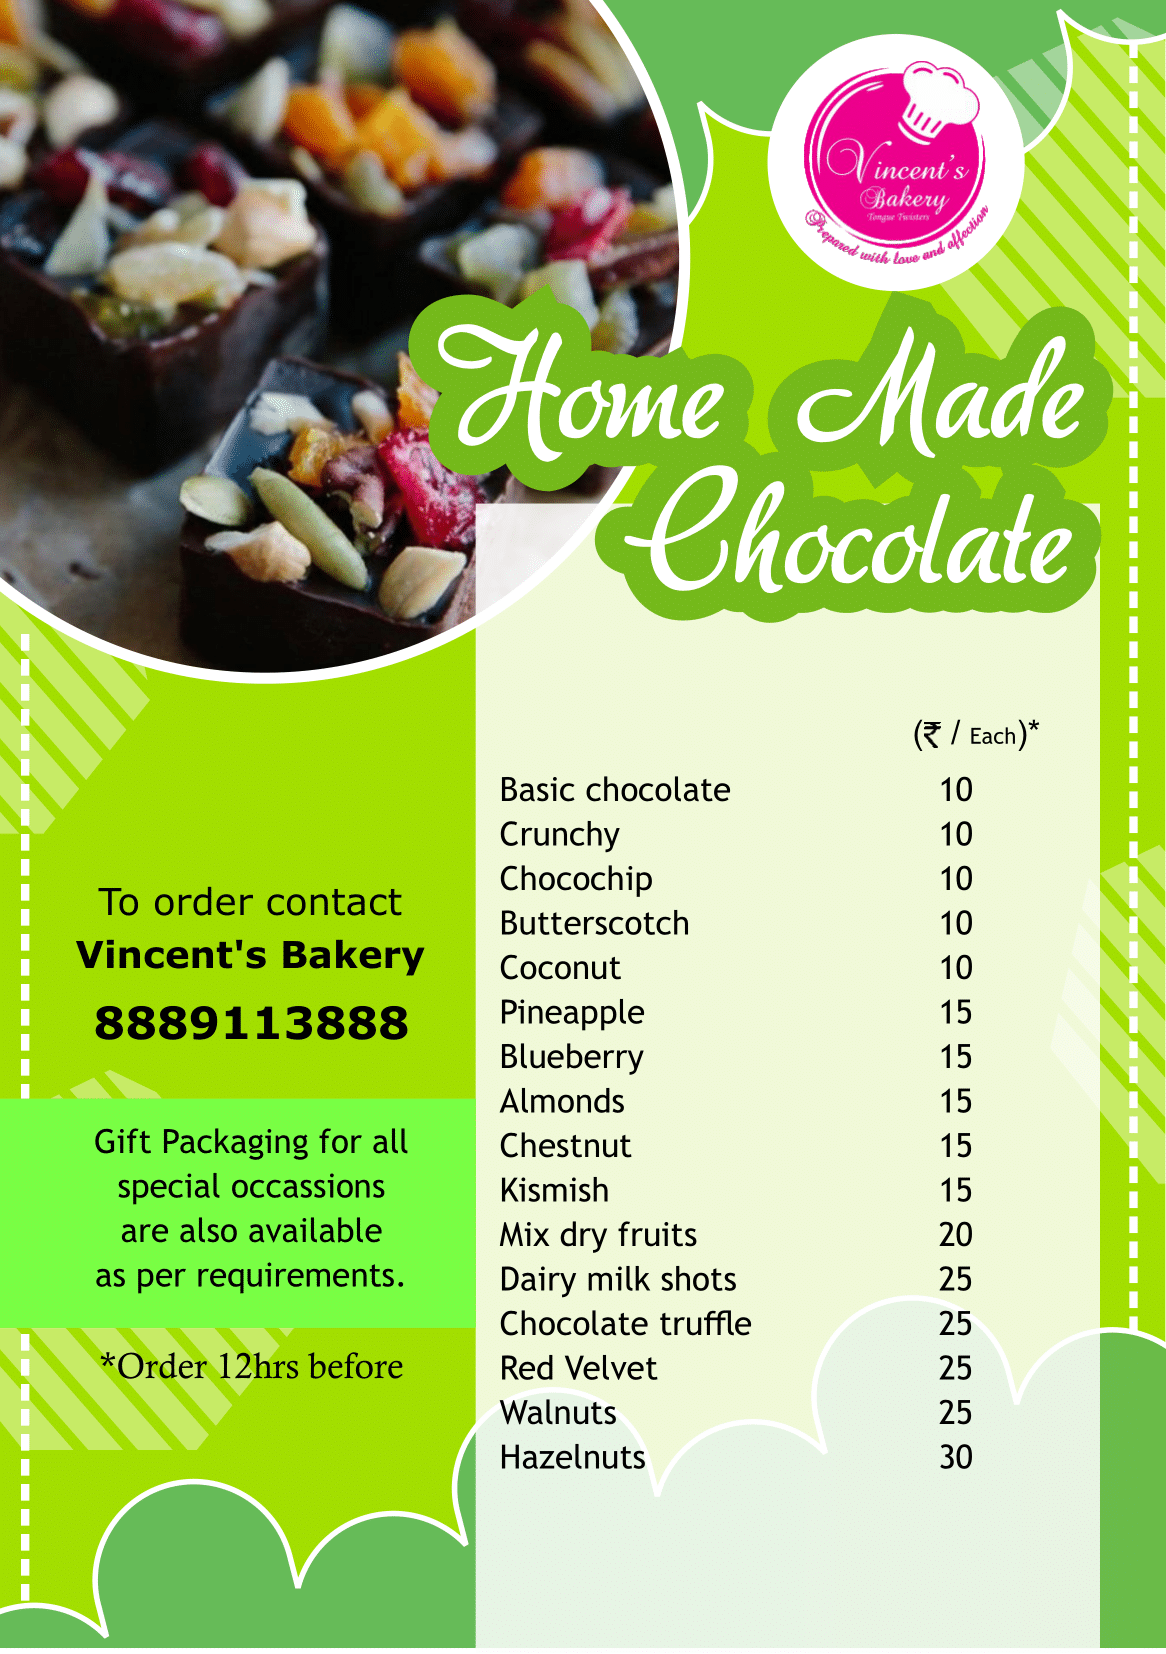 Vincent's
Bakery
Tongue Twisters
Prepared with love and affection
Home Made
Chocolate
(₹ / Each)*
Basic chocolate 10
Crunchy 10
Chocochip 10
Butterscotch 10
Coconut 10
Pineapple 15
Blueberry 15
Almonds 15
Chestnut 15
Kismish 15
Mix dry fruits 20
Dairy milk shots 25
Chocolate truffle 25
Red Velvet 25
Walnuts 25
Hazelnuts 30
To order contact
Vincent's Bakery
8889113888
Gift Packaging for all
special occassions
are also available
as per requirements.
*Order 12hrs before